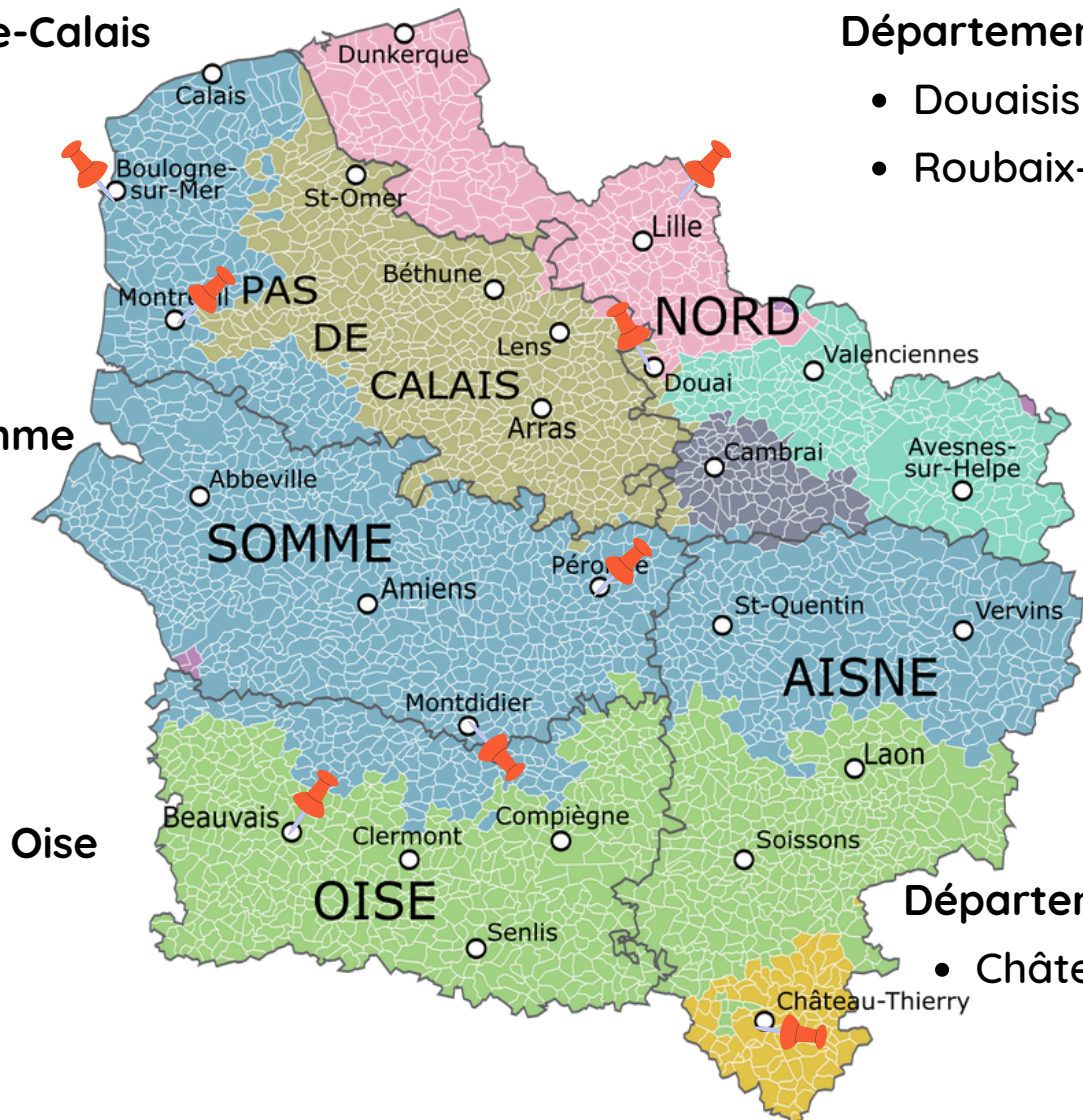 e-Calais
Départemen
• Douaisis
• Roubaix-
Dunkerque
Calais
Boulogne-
sur-Mer
St-Omer
Lille
Béthune
PAS
NORD
DE
Lens
Valenciennes
Douai
CALAIS
Arras
mme
Cambrai
Avesnes-
sur-Helpe
Abbeville
SOMME
Amiens
St-Quentin
Vervins
AISNE
Montdidier
Laon
Beauvais
Compiègne
Clermont
Oise
Soissons
OISE
Départem
Senlis
• Châte
Château-Thierry